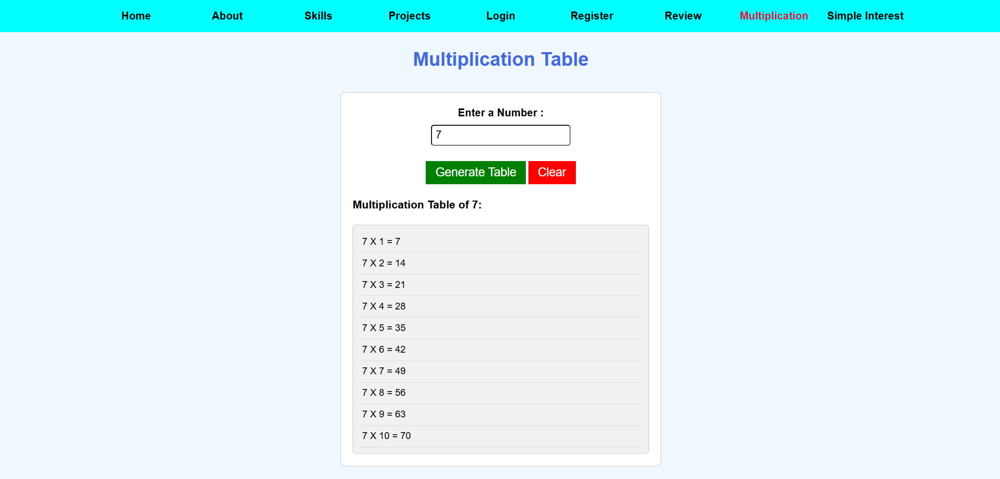 Home About Skills Projects Login Register Review Multiplication Simple Interest
Multiplication Table
Enter a Number :
7
Generate Table Clear
Multiplication Table of 7:
7 X 1 = 7
7 X 2 = 14
7 X 3 = 21
7 X 4 = 28
7 X 5 = 35
7 X 6 = 42
7 X 7 = 49
7 X 8 = 56
7 X 9 = 63
7 X 10 = 70